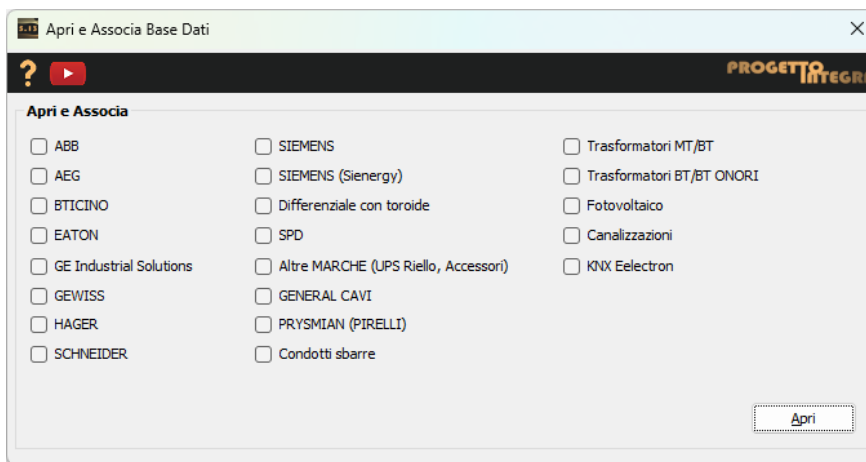 Apri e Associa Base Dati
?
PROGETTO
Apri e Associa
ABB
AEG
BTICINO
EATON
GE Industrial Solutions
GEWISS
HAGER
SCHNEIDER
SIEMENS
SIEMENS (Sienergy)
Differenziale con toroide
SPD
Altre MARCHE (UPS Riello, Accessori)
GENERAL CAVI
PRYSMIAN (PIRELLI)
Condotti sbarre
Trasformatori MT/BT
Trasformatori BT/BT ONORI
Fotovoltaico
Canalizzazioni
KNX Eelectron
Apri